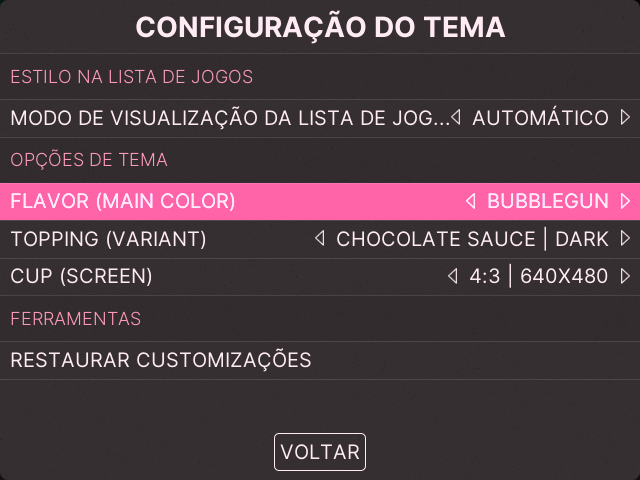 CONFIGURAÇÃO DO TEMA
ESTILO NA LISTA DE JOGOS
MODO DE VISUALIZAÇÃO DA LISTA DE JOG... AUTOMÁTICO
OPÇÕES DE TEMA
FLAVOR (MAIN COLOR) BUBBLEGUN
TOPPING (VARIANT) CHOCOLATE SAUCE | DARK
CUP (SCREEN) 4:3 | 640X480
FERRAMENTAS
RESTAURAR CUSTOMIZAÇÕES
VOLTAR